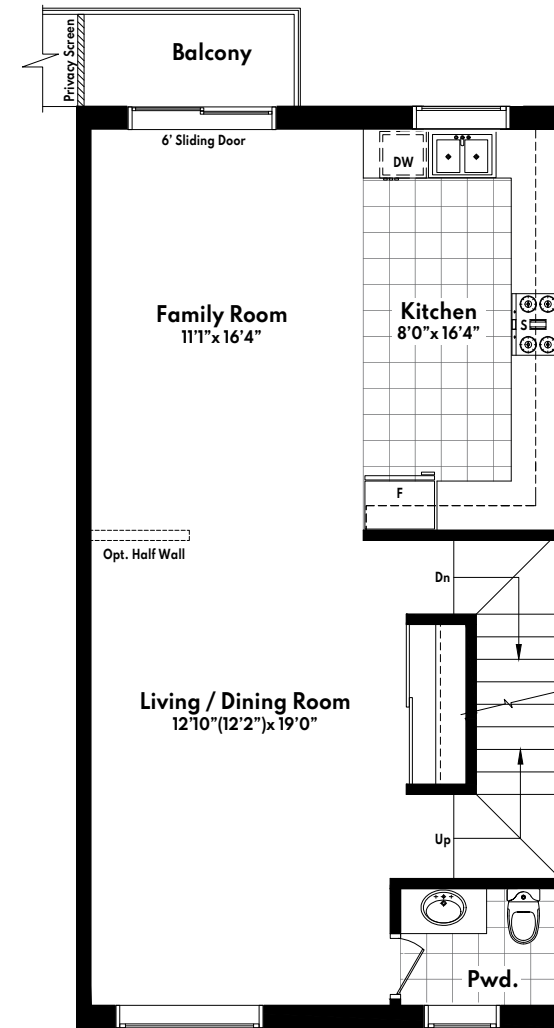 Privacy Screen
Balcony
6' Sliding Door
DW
Family Room
11'1"x 16'4"
Kitchen
8'0"x 16'4"
S
F
Opt. Half Wall
Dn
Living / Dining Room
12'10"(12'2")x 19'0"
Up
Pwd.